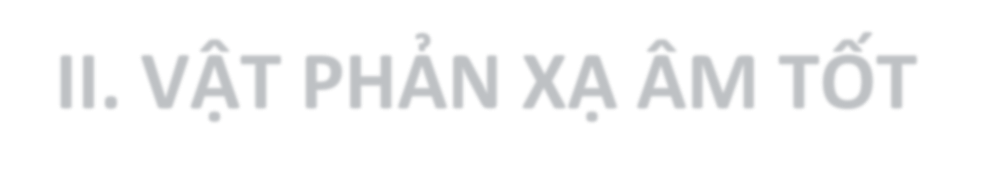 II. VẬT PHẢN XẠ ÂM TỐT